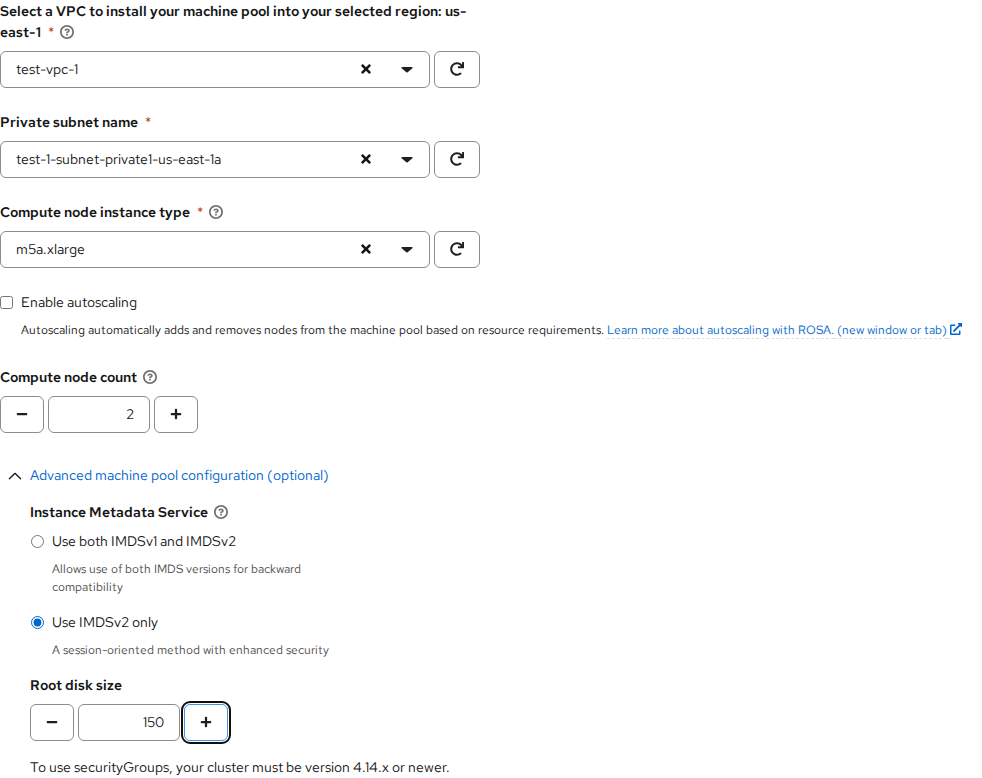 Select a VPC to install your machine pool into your selected region: us-
east-1 *
test-vpc-1
Private subnet name *
test-1-subnet-private1-us-east-1a
Compute node instance type *
m5a.xlarge
Enable autoscaling
Autoscaling automatically adds and removes nodes from the machine pool based on resource requirements. Learn more about autoscaling with ROSA. (new window or tab)
Compute node count
2
Advanced machine pool configuration (optional)
Instance Metadata Service
Use both IMDSv1 and IMDSv2
Allows use of both IMDS versions for backward
compatibility
Use IMDSv2 only
A session-oriented method with enhanced security
Root disk size
150
To use securityGroups, your cluster must be version 4.14.x or newer.